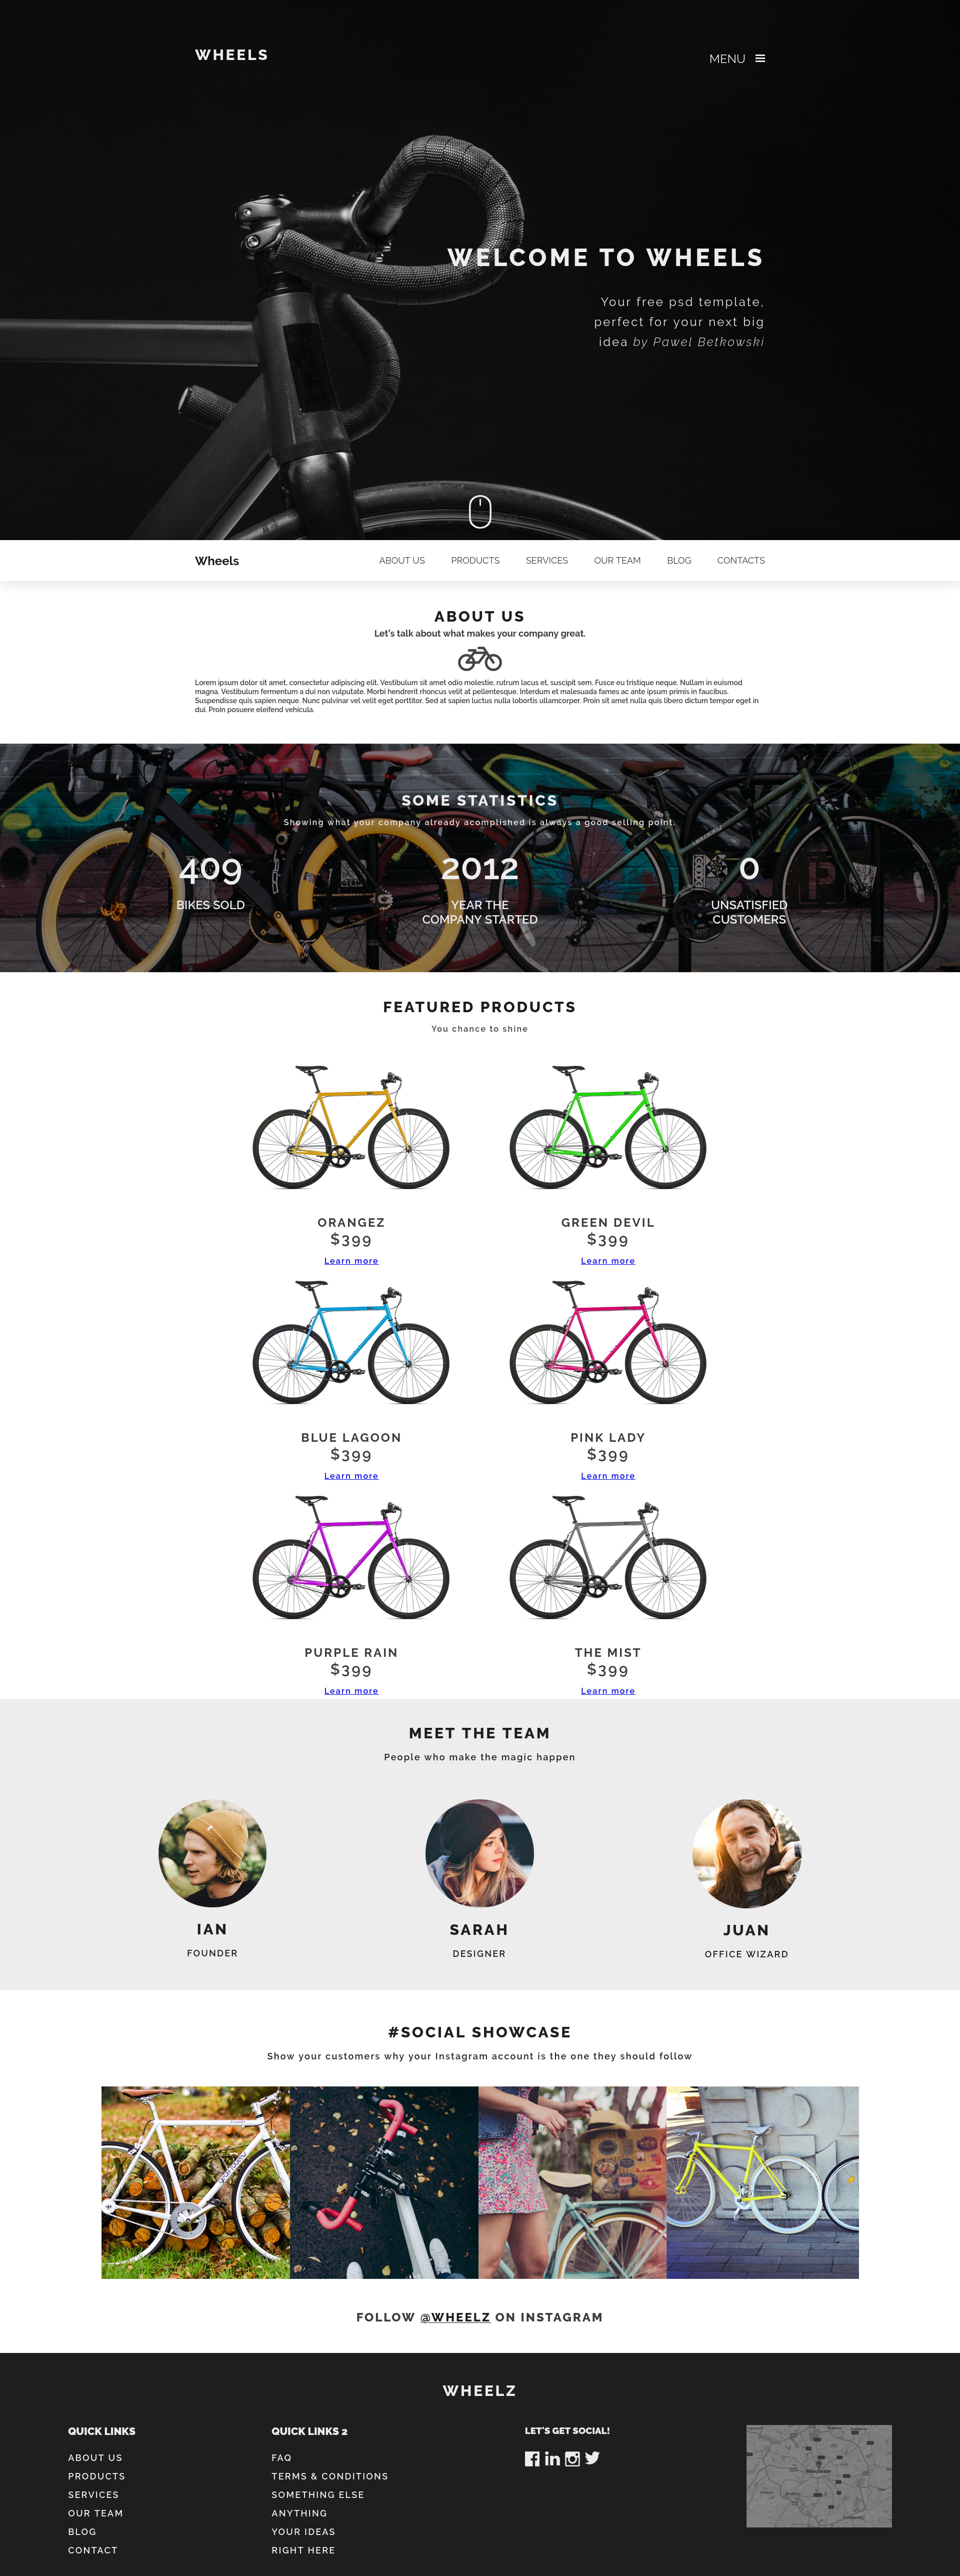 WHEELS
MENU
WELCOME TO WHEELS
Your free psd template,
perfect for your next big
idea by Pawel Betkowski
Wheels
ABOUT US
PRODUCTS
SERVICES
OUR TEAM
BLOG
CONTACTS
ABOUT US
Let's talk about what makes your company great.
Lorem ipsum dolor sit amet, consectetur adipiscing elit. Vestibulum sit amet odio molestie, rutrum lacus et, suscipit sem. Fusce eu tristique neque. Nullam in euismod
magna. Vestibulum fermentum a dui non vulputate. Morbi hendrerit rhoncus velit at pellentesque. Interdum et malesuada fames ac ante ipsum primis in faucibus.
Suspendisse quis sapien neque. Nunc pulvinar vel velit eget porttitor. Sed at sapien luctus nulla lobortis ullamcorper. Proin sit amet nulla quis libero dictum tempor eget in
dui. Proin posuere eleifend vehicula.
SOME STATISTICS
Showing what your company already acomplished is always a good selling point.
409
BIKES SOLD
2012
YEAR THE
COMPANY STARTED
0
UNSATISFIED
CUSTOMERS
FEATURED PRODUCTS
You chance to shine
ORANGEZ
$399
Learn more
GREEN DEVIL
$399
Learn more
BLUE LAGOON
$399
Learn more
PINK LADY
$399
Learn more
PURPLE RAIN
$399
Learn more
THE MIST
$399
Learn more
MEET THE TEAM
People who make the magic happen
IAN
FOUNDER
SARAH
DESIGNER
JUAN
OFFICE WIZARD
#SOCIAL SHOWCASE
Show your customers why your Instagram account is the one they should follow
FOLLOW @WHEELZ ON INSTAGRAM
WHEELZ
QUICK LINKS
ABOUT US
PRODUCTS
SERVICES
OUR TEAM
BLOG
CONTACT
QUICK LINKS 2
FAQ
TERMS & CONDITIONS
SOMETHING ELSE
ANYTHING
YOUR IDEAS
RIGHT HERE
LET'S GET SOCIAL!
Manchester